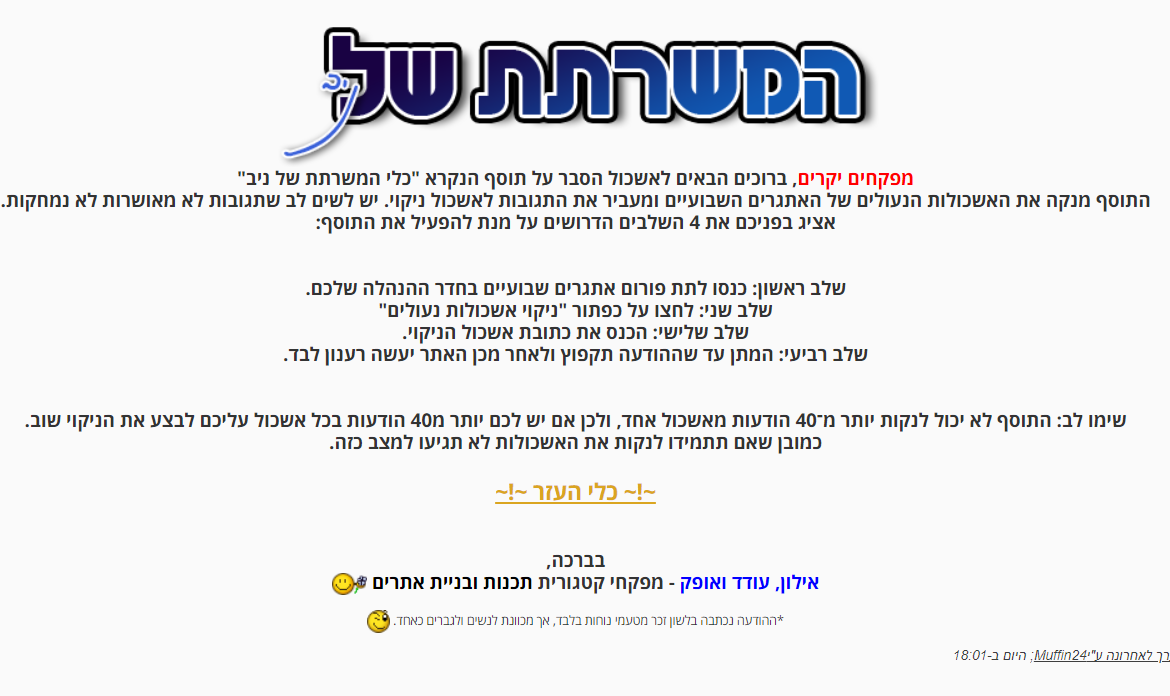 המשרתת של
ניב
מפקחים יקרים, ברוכים הבאים לאשכול הסבר על תוסף הנקרא "כלי המשרתת של ניב"
התוסף מנקה את האשכולות הנעולים של האתגרים השבועיים ומעביר את התגובות לאשכול ניקוי. יש לשים לב שתגובות לא מאושרות לא נמחקות.
אציג בפניכם את 4 השלבים הדרושים על מנת להפעיל את התוסף:
שלב ראשון: כנסו לתת פורום אתגרים שבועיים בחדר ההנהלה שלכם.
שלב שני: לחצו על כפתור "ניקוי אשכולות נעולים"
שלב שלישי: הכנס את כתובת אשכול הניקוי.
שלב רביעי: המתן עד שההודעה תקפוץ ולאחר מכן האתר יעשה רענון לבד.
שימו לב: התוסף לא יכול לנקות יותר מ־40 הודעות מאשכול אחד, ולכן אם יש לכם יותר מ40 הודעות בכל אשכול עליכם לבצע את הניקוי שוב.
כמובן שאם תתמידו לנקות את האשכולות לא תגיעו למצב כזה.
~!~ כלי העזר ~!~
בברכה,
אילון, עודד ואופק - מפקחי קטגורית תכנות ובניית אתרים
*ההודעה נכתבה בלשון זכר מטעמי נוחות בלבד, אך מכוונת לנשים ולגברים כאחד.
רך לאחרונה ע"י Muffin24; היום ב-18:01